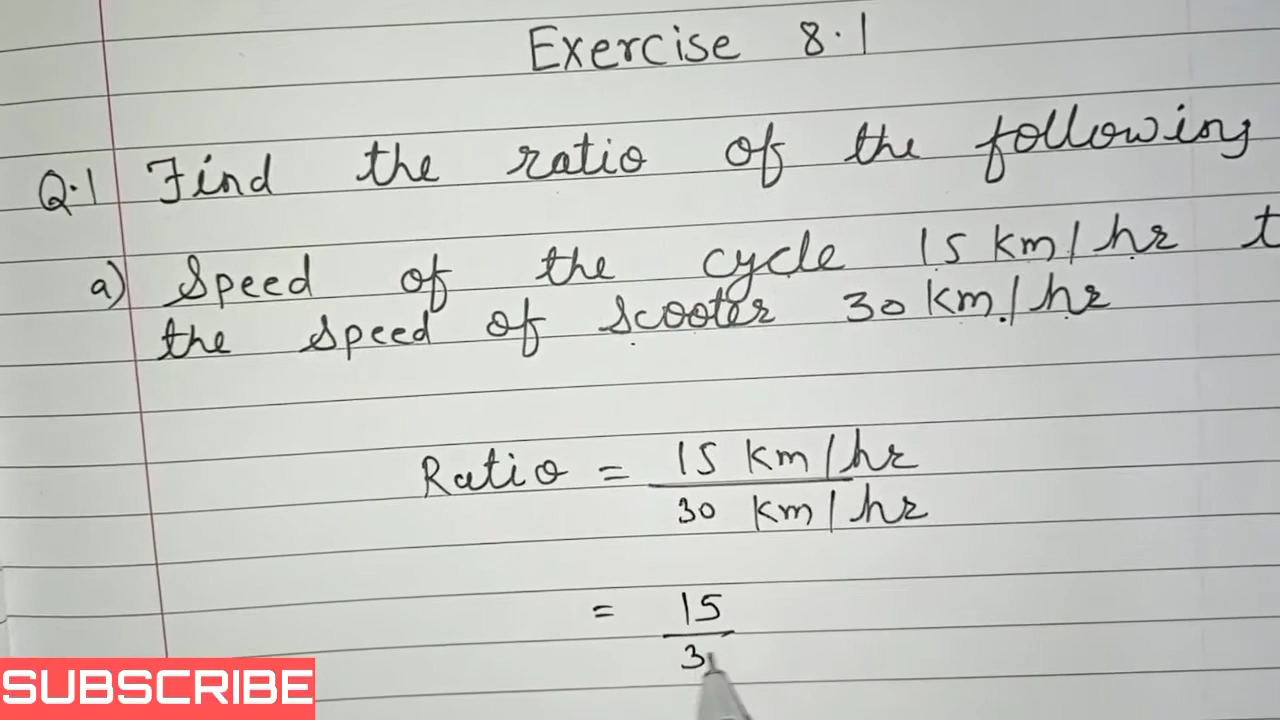 Exercise 8.1
Q.1 Find the ratio of the following
a) Speed of the cycle 15 km/hr t
the speed of scooter 30 km/hr
Ratio = 15 km/hr
30 km/hr
= 15
3
SUBSCRIBE